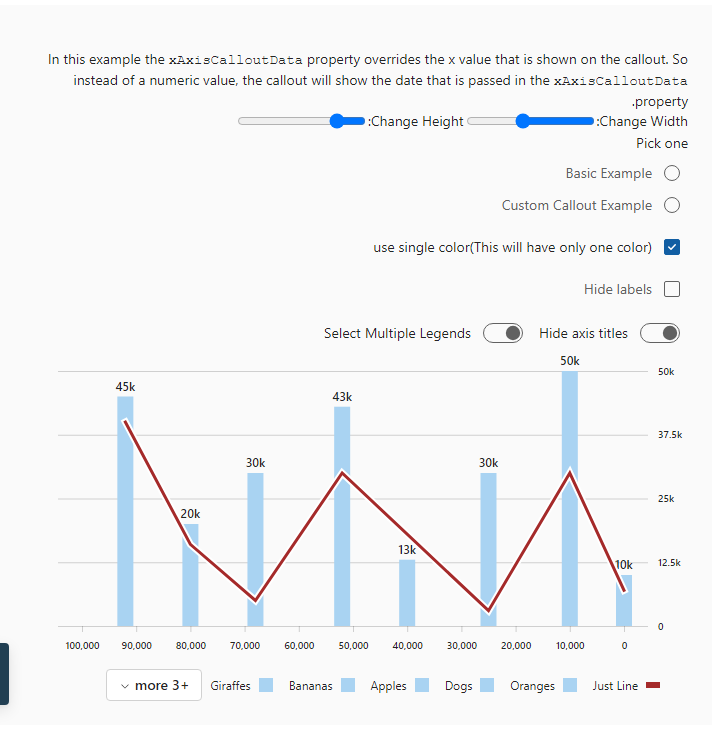 In this example the xAxisCalloutData property overrides the x value that is shown on the callout. So
instead of a numeric value, the callout will show the date that is passed in the xAxisCalloutData
.property
:Change Height :Change Width
Pick one
Basic Example
Custom Callout Example
use single color(This will have only one color)
Hide labels
Select Multiple Legends Hide axis titles
50k
45k
43k
30k
30k
20k
13k
10k
50k
37.5k
25k
12.5k
0
100,000 90,000 80,000 70,000 60,000 50,000 40,000 30,000 20,000 10,000 0
more 3+ Giraffes Bananas Apples Dogs Oranges Just Line